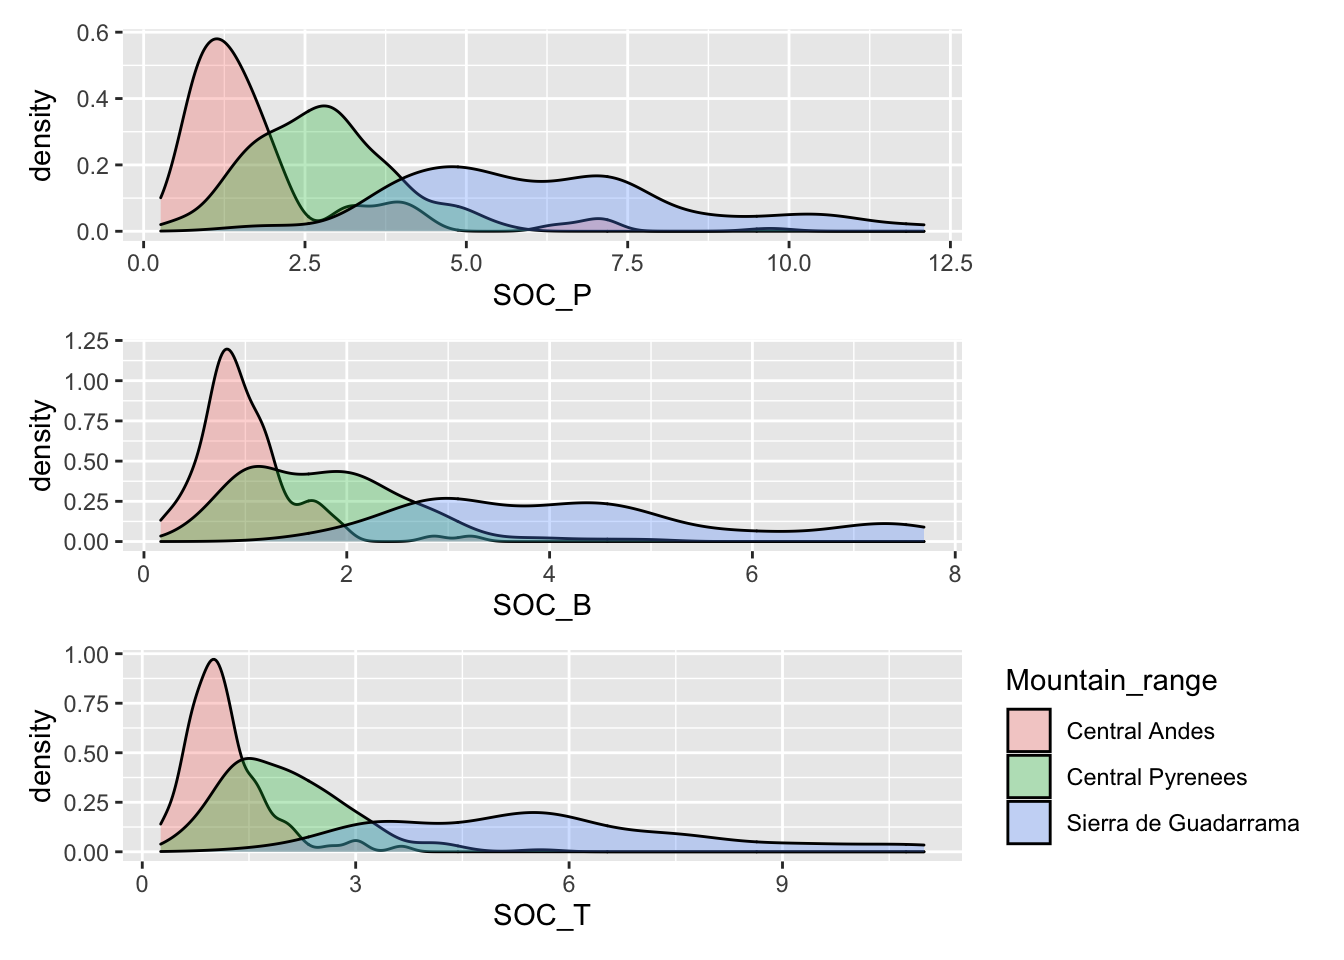 0.6
0.4
0.2
0.0
density
0.0 2.5 5.0 7.5 10.0 12.5
SOC_P
1.25
1.00
0.75
0.50
0.25
0.00
density
0 2 4 6 8
SOC_B
1.00
0.75
0.50
0.25
0.00
density
0 3 6 9
SOC_T
Mountain_range
Central Andes
Central Pyrenees
Sierra de Guadarrama